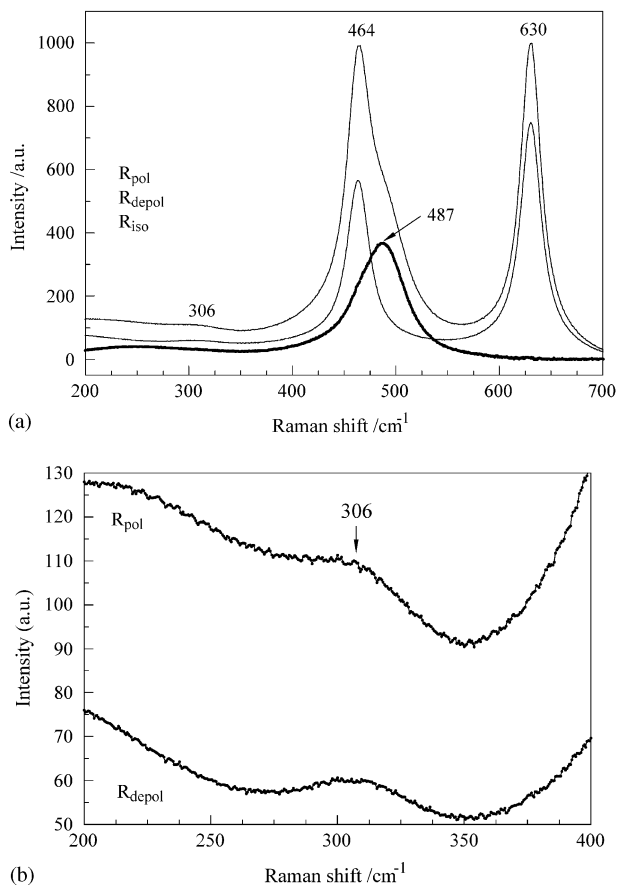 464
630
1000
800
600
400
200
0
Intensity /a.u.
R_pol
R_depol
R_iso
487
306
200
300
400
500
600
700
Raman shift /cm⁻¹
(a)
130
120
110
100
90
80
70
60
50
Intensity (a.u.)
R_pol
306
R_depol
200
250
300
350
400
Raman shift /cm⁻¹
(b)